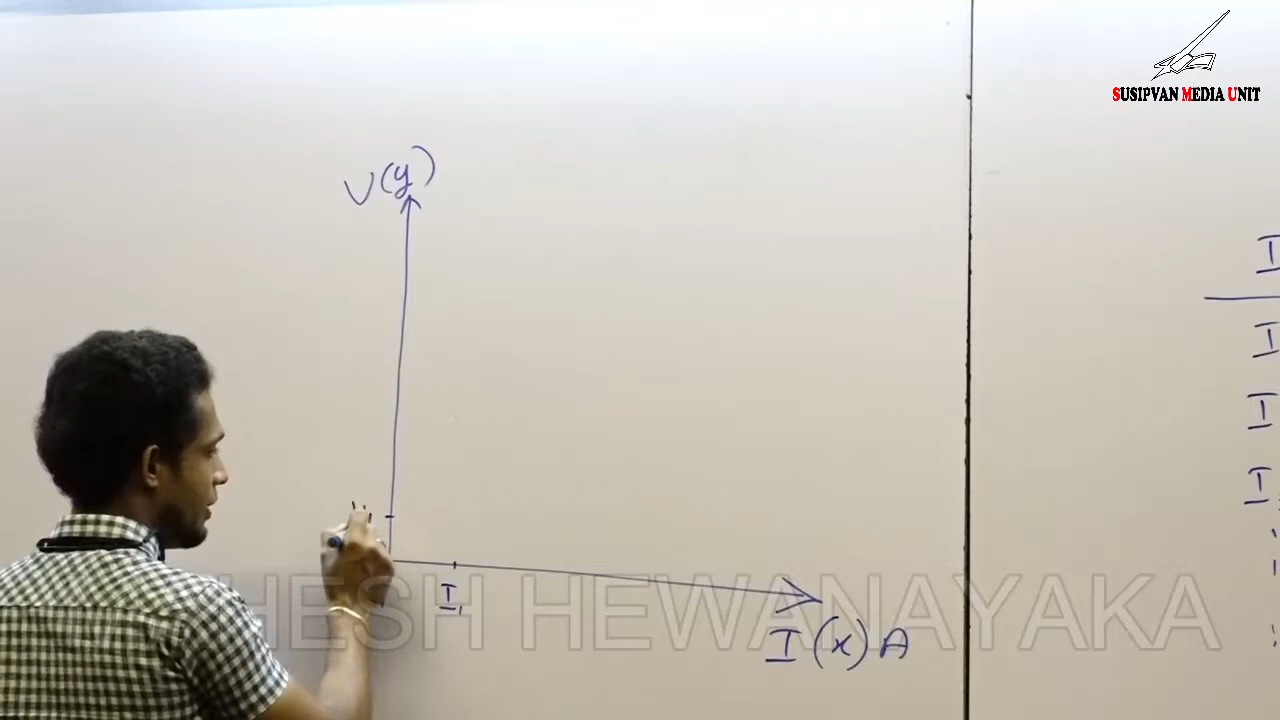 SUSIPVAN MEDIA UNIT
V(y)
I
I
I
I
I₁
HESH HEWANAYAKA
I(x)A